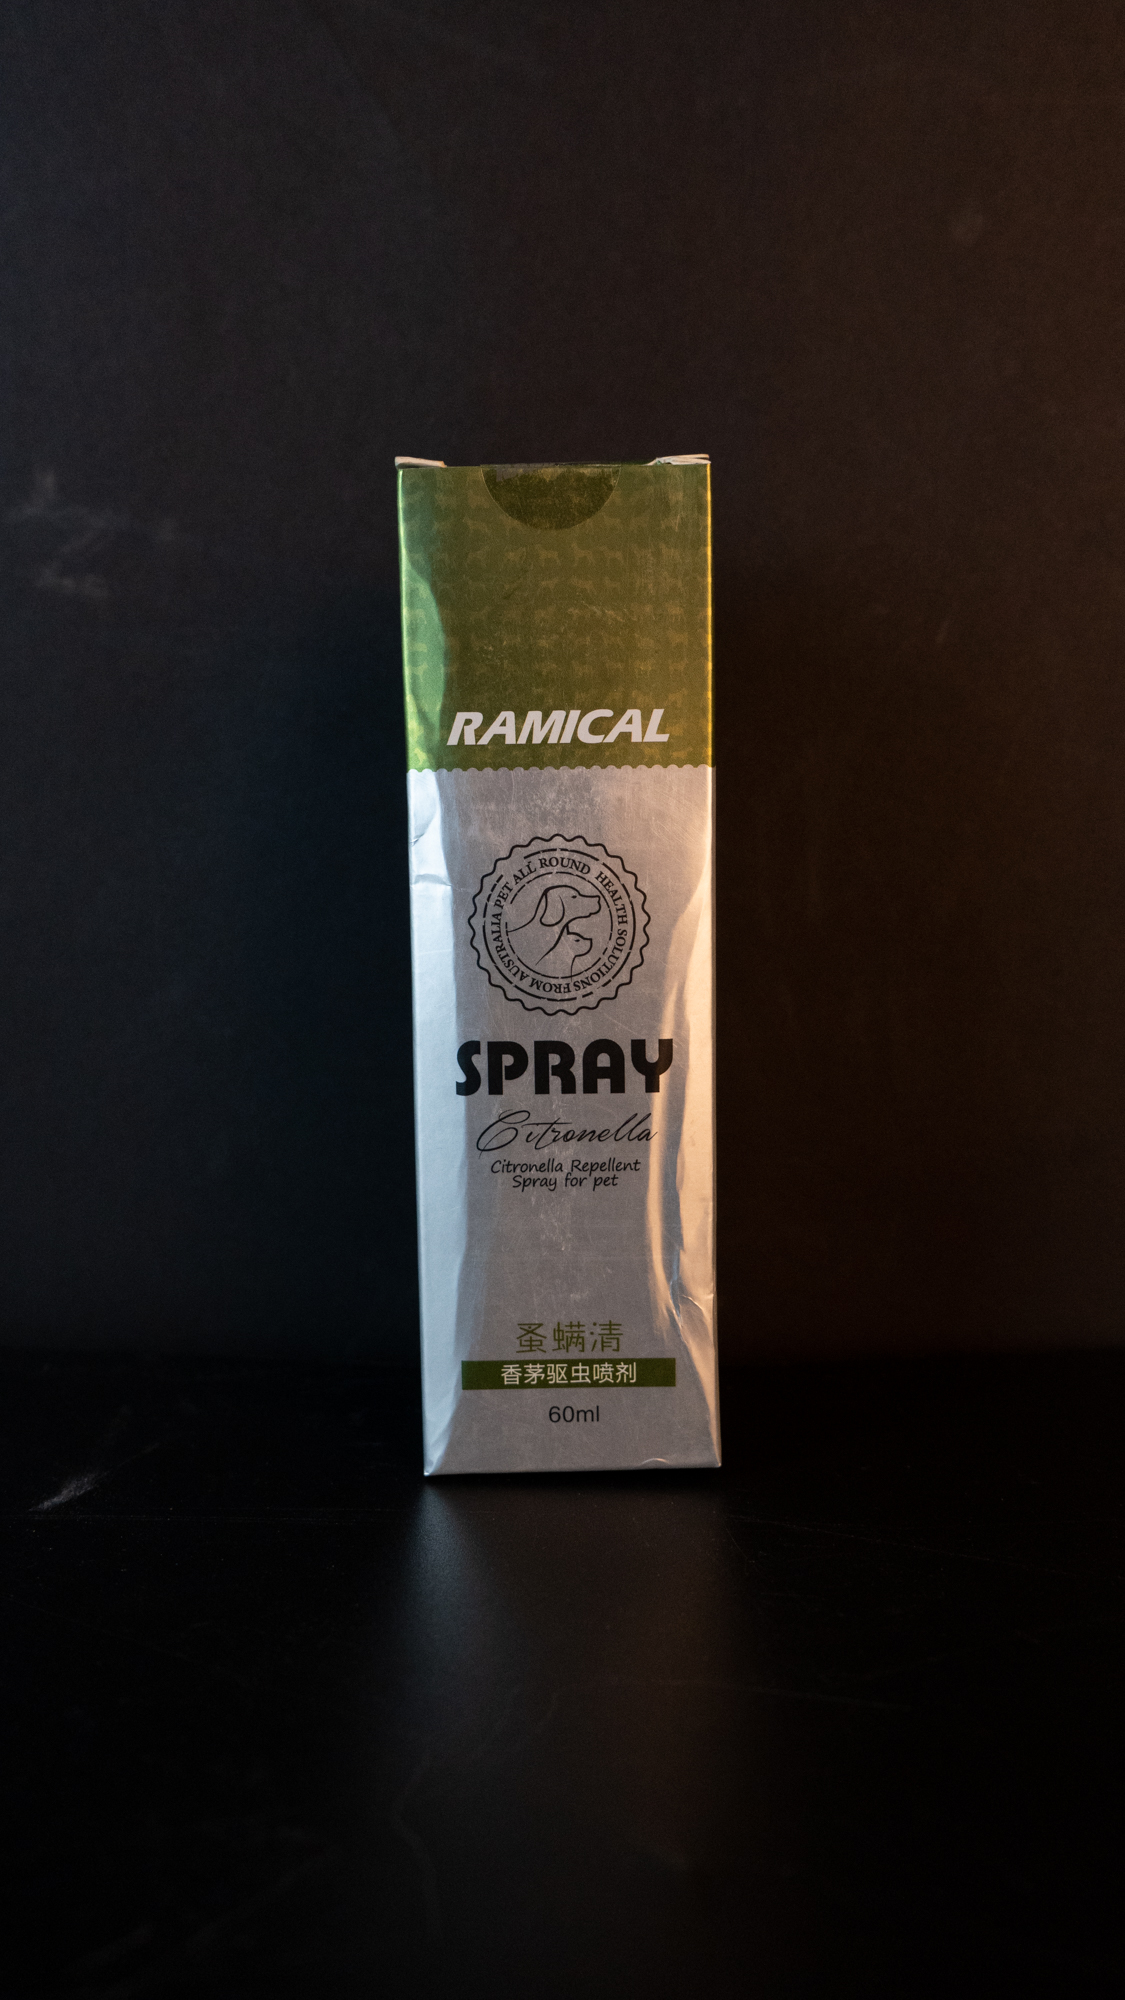 RAMICAL
PET ALL ROUND HEALTH SOLUTIONS FROM AUSTRALIA
SPRAY
Citronella
Citronella Repellent
Spray for pet
蚤螨清
香茅驱虫喷剂
60ml